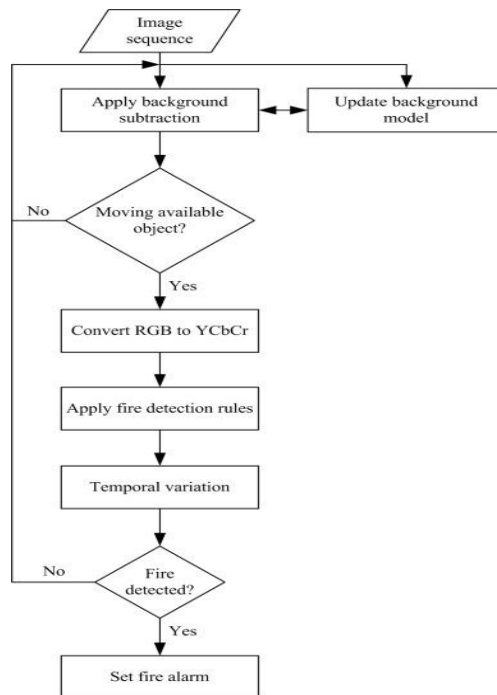 Image
sequence
Apply background
subtraction
Update background
model
Moving available
object?
No
Yes
Convert RGB to YCbCr
Apply fire detection rules
Temporal variation
Fire
detected?
No
Yes
Set fire alarm